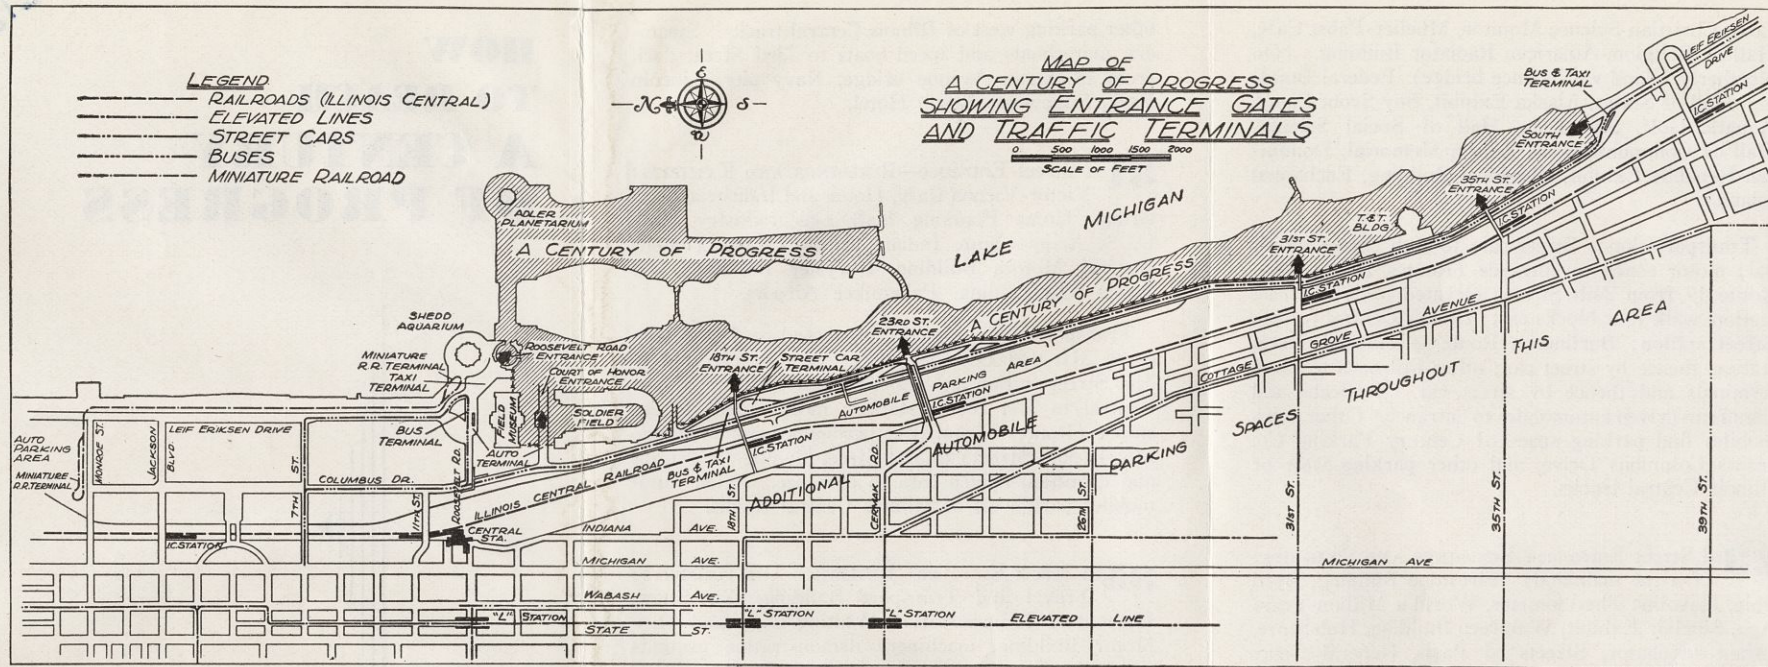 LEGEND
RAILROADS (ILLINOIS CENTRAL)
ELEVATED LINES
STREET CARS
BUSES
MINIATURE RAILROAD
N
E
S
MAP OF
A CENTURY OF PROGRESS
SHOWING ENTRANCE GATES
AND TRAFFIC TERMINALS
0 500 1000 1500 2000
SCALE OF FEET
LEIF ERIKSEN
DRIVE
BUS & TAXI
TERMINAL
I.C. STATION
SOUTH
ENTRANCE
35TH ST.
ENTRANCE
I.C. STATION
T.&T.
BLDG.
31ST ST.
ENTRANCE
I.C. STATION
LAKE MICHIGAN
ADLER
PLANETARIUM
A CENTURY OF PROGRESS
A CENTURY OF PROGRESS
SHEDD
AQUARIUM
ROOSEVELT ROAD
ENTRANCE
MINIATURE
R.R. TERMINAL
TAXI
TERMINAL
COURT OF HONOR
ENTRANCE
18TH ST.
ENTRANCE
STREET CAR
TERMINAL
23RD ST.
ENTRANCE
AUTOMOBILE PARKING AREA
I.C. STATION
COTTAGE GROVE AVENUE
FIELD
MUSEUM
SOLDIER
FIELD
BUS
TERMINAL
AUTO
TERMINAL
AUTO
PARKING
AREA
MINIATURE
R.R. TERMINAL
MONROE ST.
JACKSON
BLVD.
LEIF ERIKSEN DRIVE
7TH ST.
COLUMBUS DR.
11TH ST.
ROOSEVELT RD.
ILLINOIS CENTRAL RAILROAD
BUS & TAXI
TERMINAL
I.C. STATION
ADDITIONAL AUTOMOBILE PARKING SPACES THROUGHOUT THIS AREA
I.C. STATION
CENTRAL
STA.
INDIANA AVE.
18TH ST.
CERMAK RD.
26TH ST.
31ST ST.
35TH ST.
39TH ST.
MICHIGAN AVE.
MICHIGAN AVE
WABASH AVE.
"L" STATION
"L" STATION
"L" STATION
ELEVATED LINE
STATE ST.